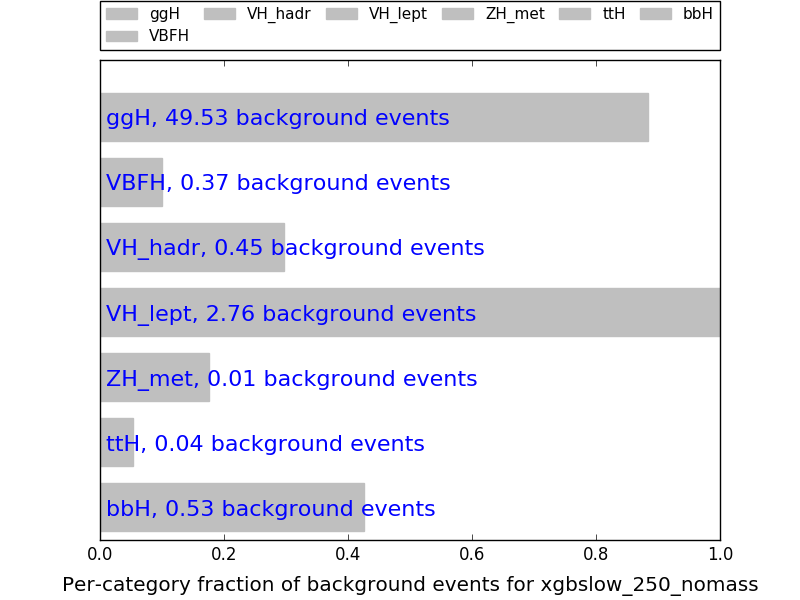 ggH VH_hadr VH_lept ZH_met ttH bbH
VBFH
ggH, 49.53 background events
VBFH, 0.37 background events
VH_hadr, 0.45 background events
VH_lept, 2.76 background events
ZH_met, 0.01 background events
ttH, 0.04 background events
bbH, 0.53 background events
0.0 0.2 0.4 0.6 0.8 1.0
Per-category fraction of background events for xgbslow_250_nomass